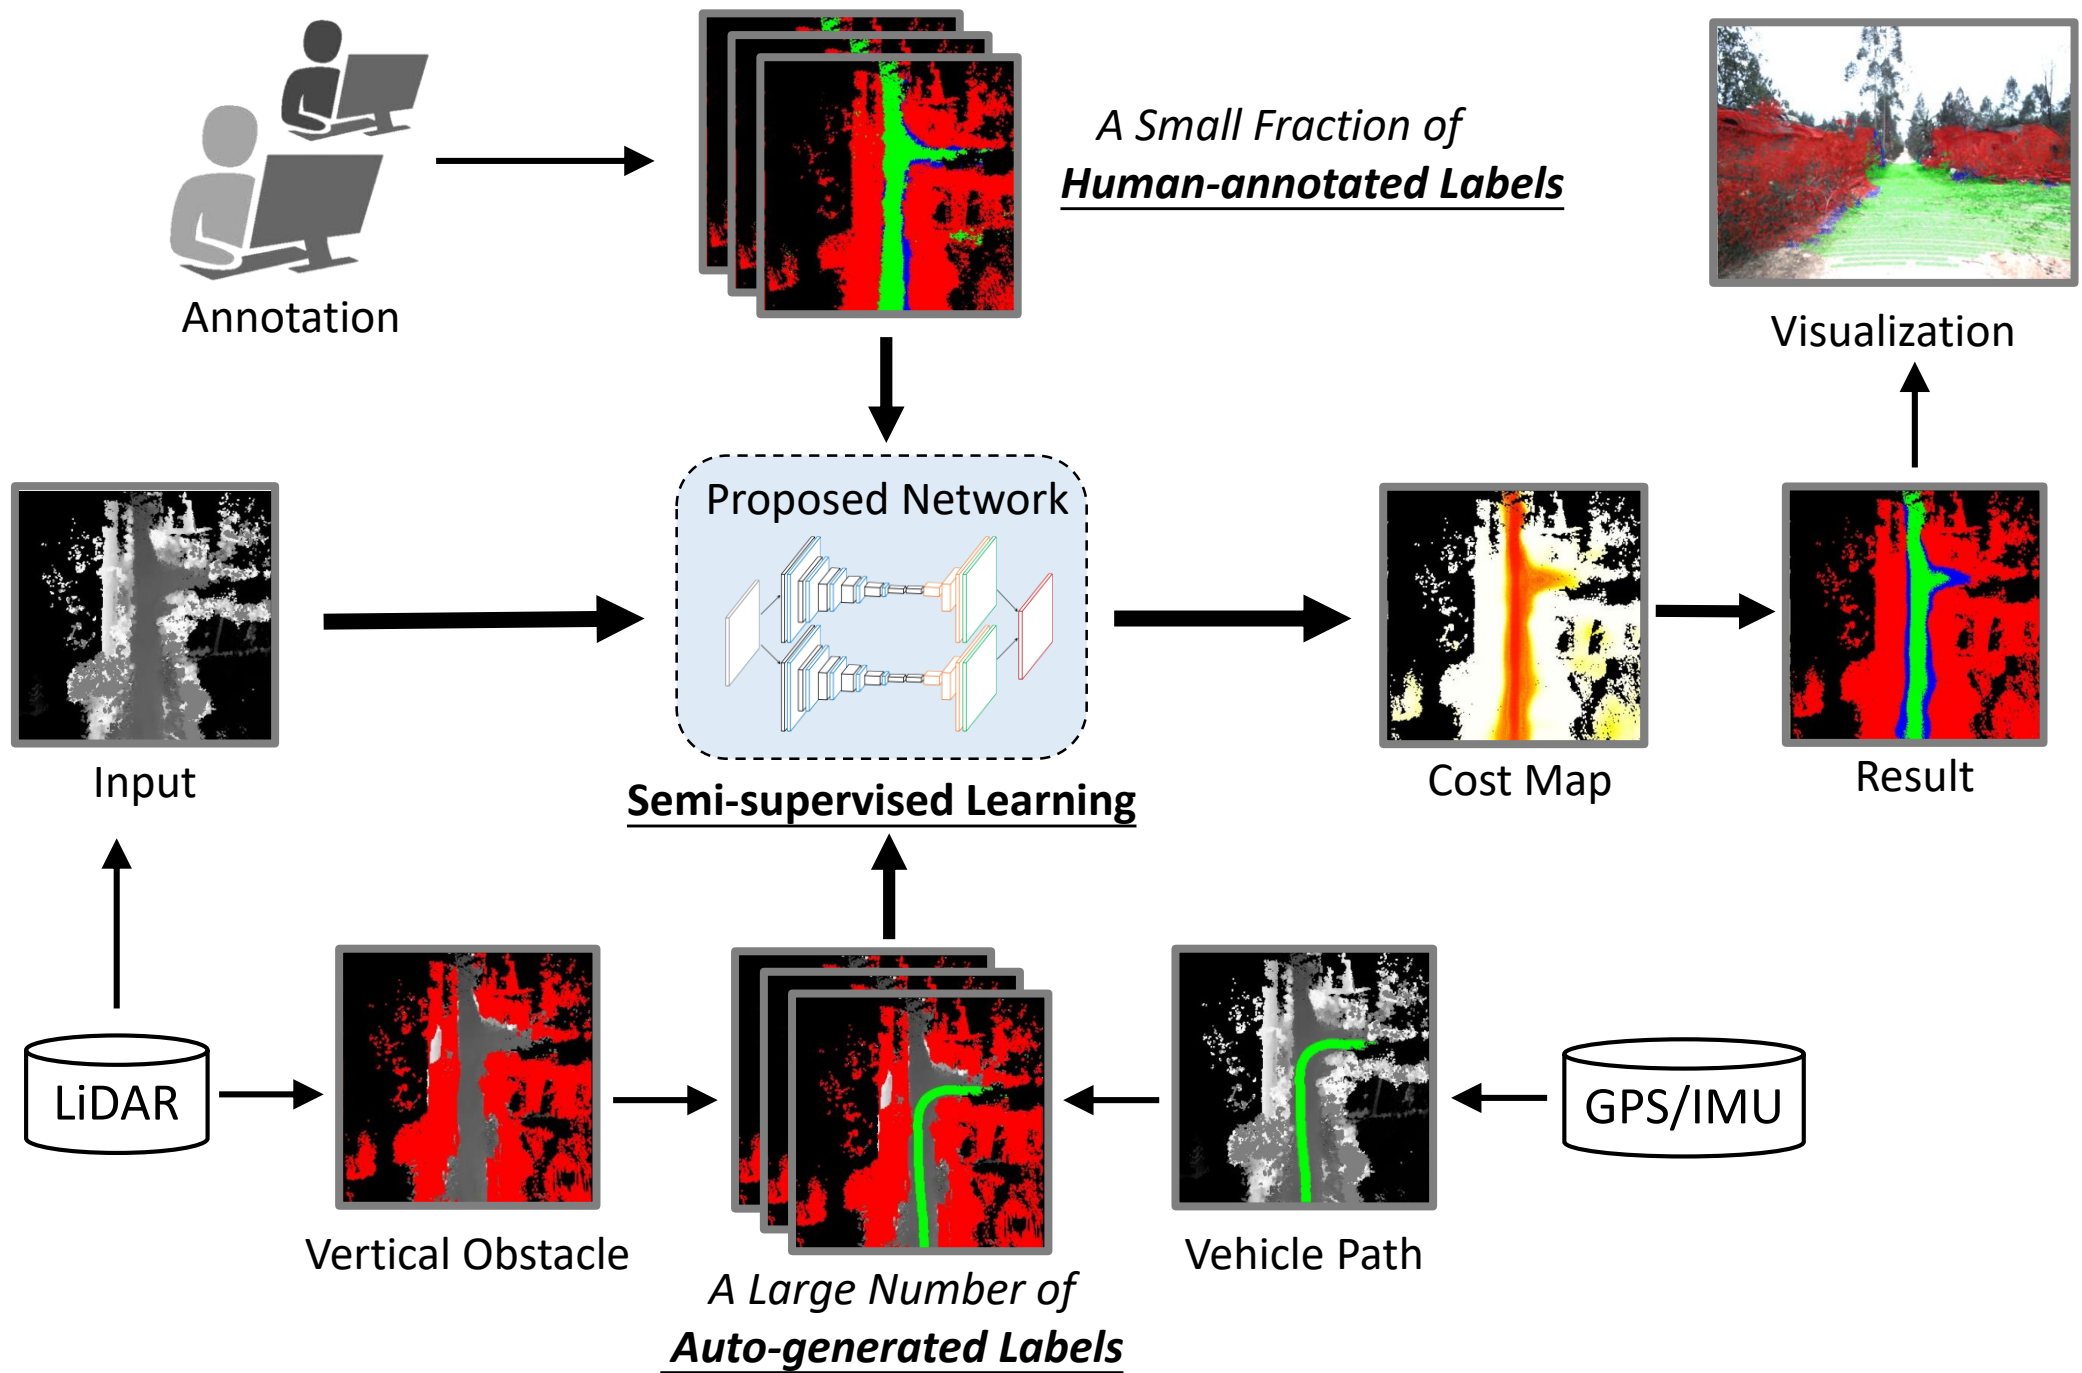 Annotation
A Small Fraction of
Human-annotated Labels
Visualization
Input
Proposed Network
Semi-supervised Learning
Cost Map
Result
LiDAR
Vertical Obstacle
A Large Number of
Auto-generated Labels
Vehicle Path
GPS/IMU